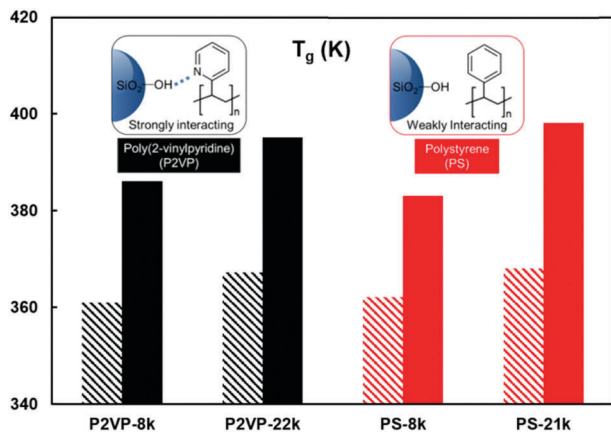 420
400
380
360
340
T_g (K)
SiO₂
OH
N
n
Strongly interacting
Poly(2-vinylpyridine)
(P2VP)
SiO₂
OH
n
Weakly Interacting
Polystyrene
(PS)
P2VP-8k P2VP-22k PS-8k PS-21k